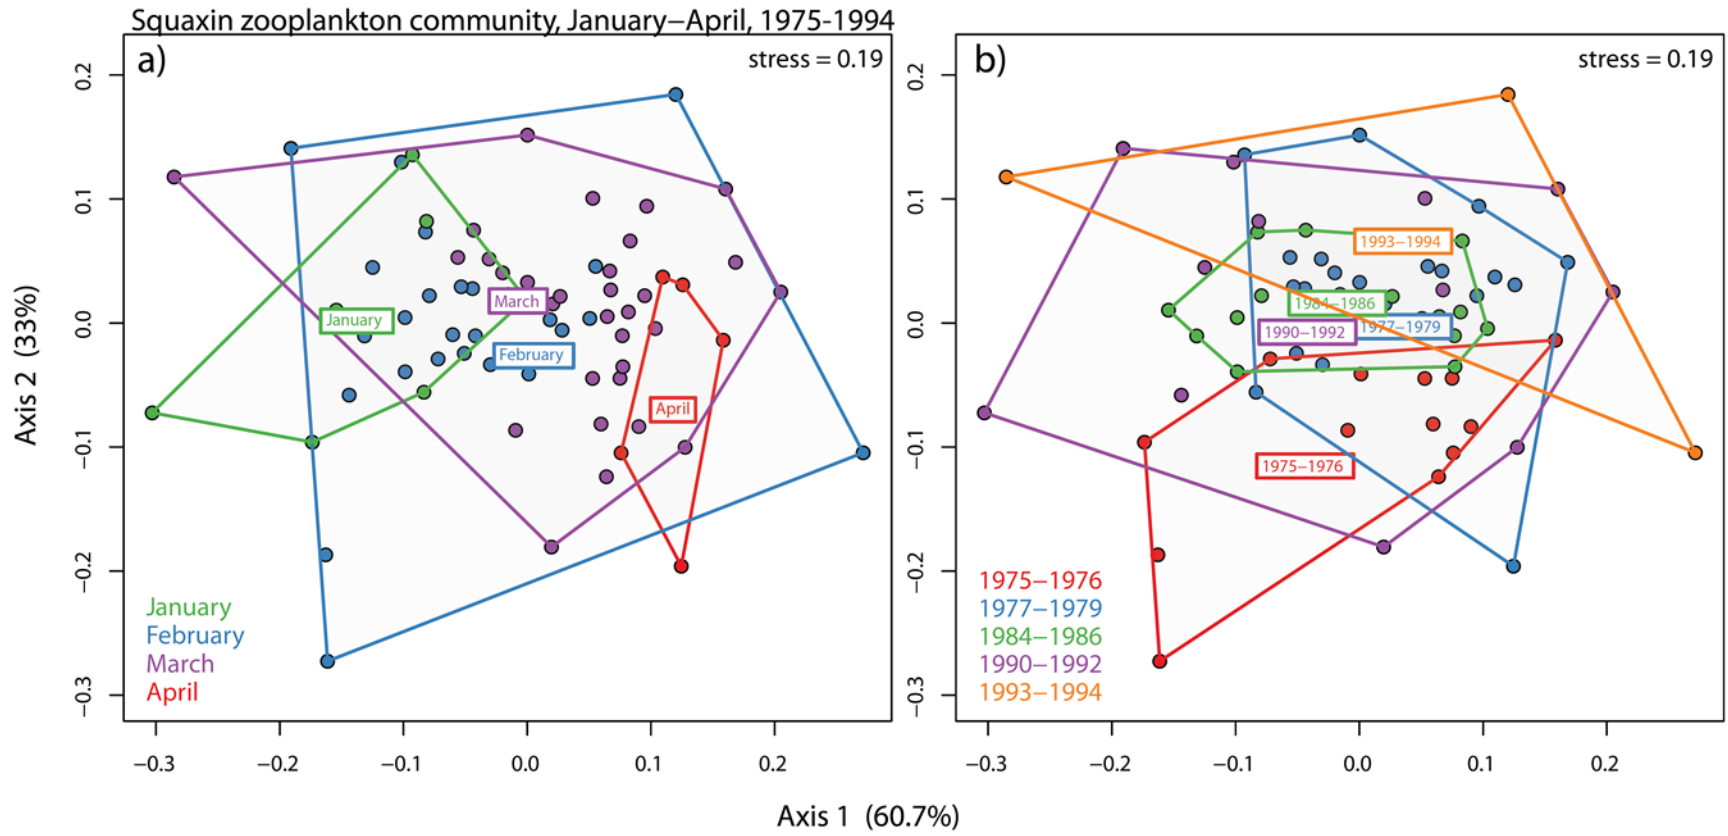 Squaxin zooplankton community, January−April, 1975-1994
a)
stress = 0.19
Axis 2 (33%)
0.2
0.1
0.0
−0.1
−0.2
−0.3
January
March
February
April
January
February
March
April
−0.3
−0.2
−0.1
0.0
0.1
0.2
b)
stress = 0.19
0.2
0.1
0.0
−0.1
−0.2
−0.3
1993−1994
1984−1986
1990−1992
1977−1979
1975−1976
1975−1976
1977−1979
1984−1986
1990−1992
1993−1994
−0.3
−0.2
−0.1
0.0
0.1
0.2
Axis 1 (60.7%)